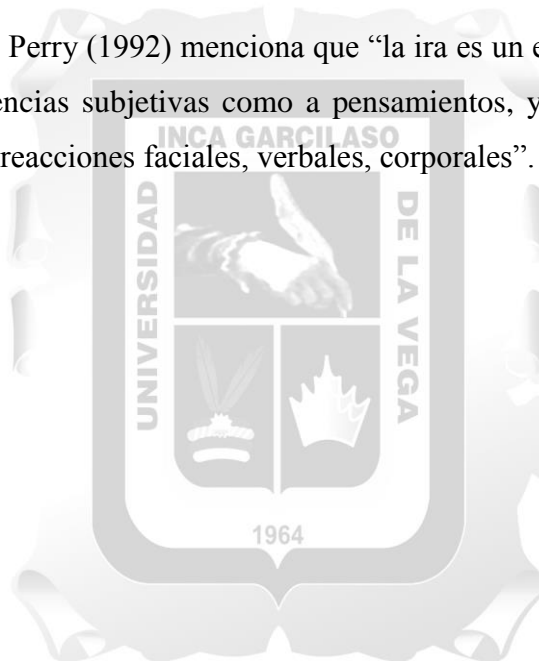 Perry (1992) menciona que “la ira es un e
encias subjetivas como a pensamientos, y
reacciones faciales, verbales, corporales”.
INCA GARCILASO
UNIVERSIDAD
DE LA VEGA
1964